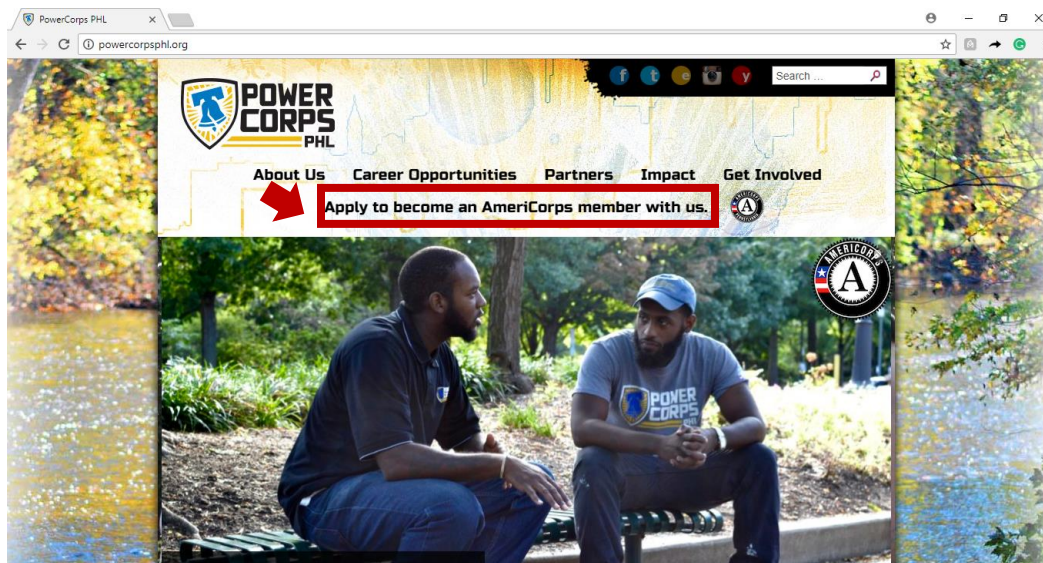 PowerCorps PHL
powercorpsphl.org
Search ...
POWER
CORPS
PHL
About Us Career Opportunities Partners Impact Get Involved
Apply to become an AmeriCorps member with us.
A
AMERICORPS
A
POWER
CORPS